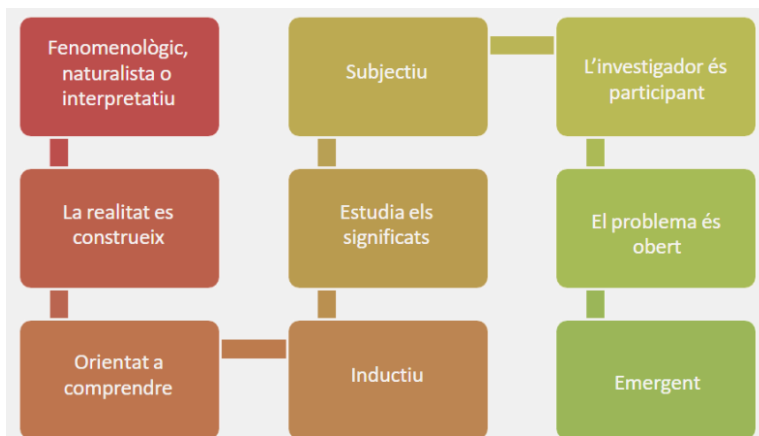 Fenomenològic,
naturalista o
interpretatiu
La realitat es
construeix
Orientat a
comprendre
Inductiu
Estudia els
significats
Subjectiu
L'investigador és
participant
El problema és
obert
Emergent